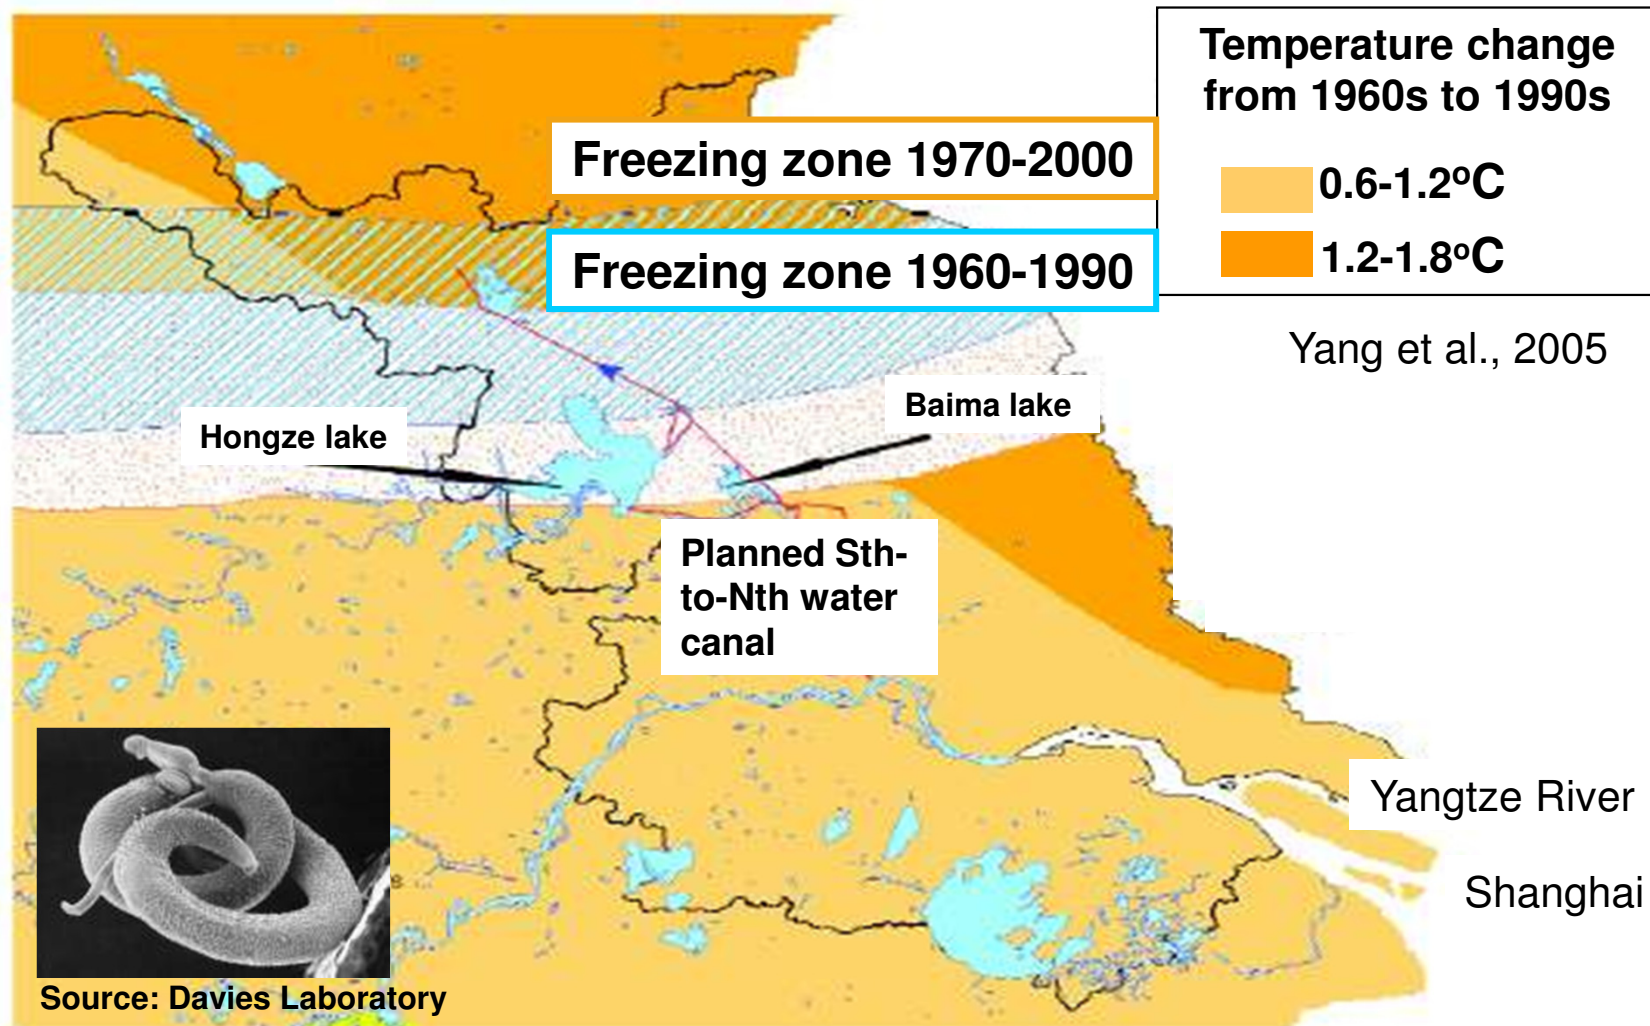 Temperature change
from 1960s to 1990s
0.6-1.2ºC
1.2-1.8ºC
Freezing zone 1970-2000
Freezing zone 1960-1990
Yang et al., 2005
Baima lake
Hongze lake
Planned Sth-
to-Nth water
canal
Yangtze River
Shanghai
Source: Davies Laboratory